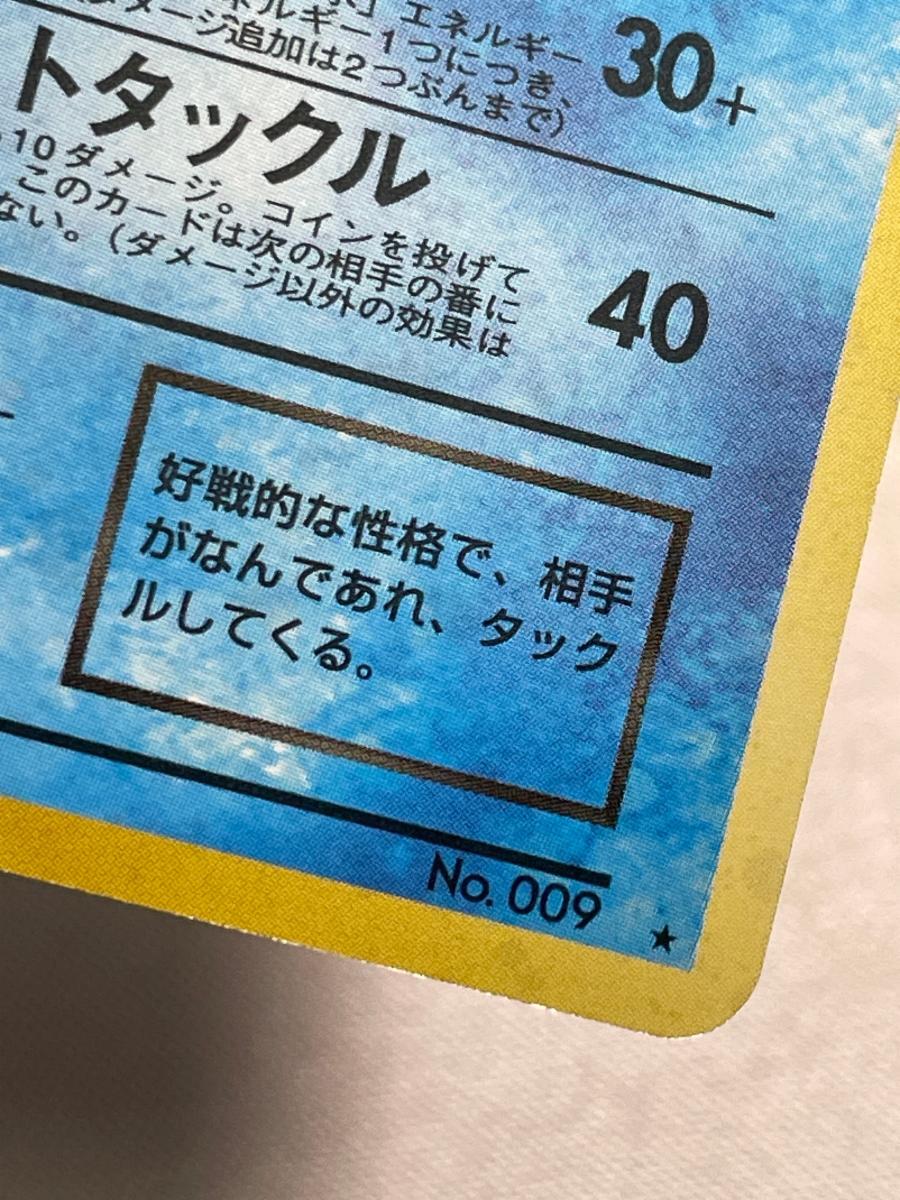 エネルギー
ネルギー1つにつき、
ージ追加は2つぶんまで）
30+
トタックル
10ダメージ。コインを投げて
このカードは次の相手の番に
ない。（ダメージ以外の効果は
40
好戦的な性格で、相手
がなんであれ、タック
ルしてくる。
No. 009
★